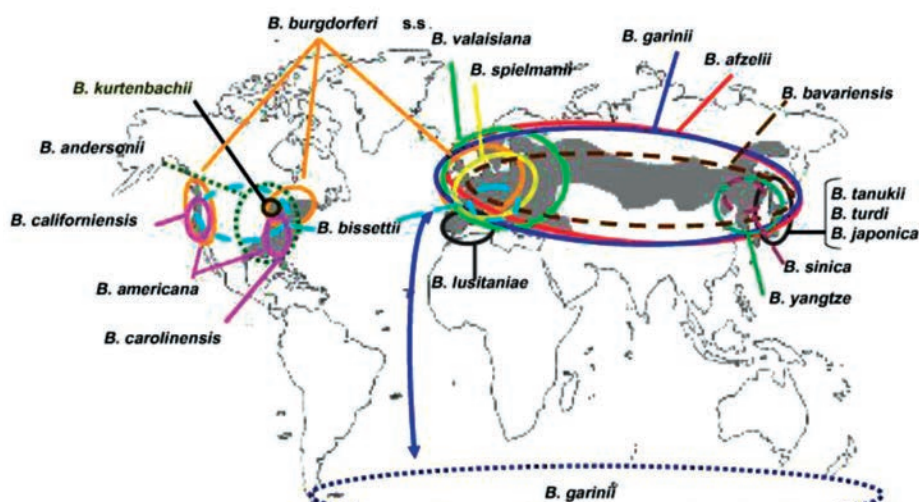 B. burgdorferi s.s.
B. valaisiana
B. garinii
B. spielmanii
B. afzelii
B. kurtenbachii
B. bavariensis
B. andersonii
B. tanukii
B. californiensis
B. bissettii
B. turdi
B. japonica
B. americana
B. lusitaniae
B. sinica
B. yangtze
B. carolinensis
B. garinii